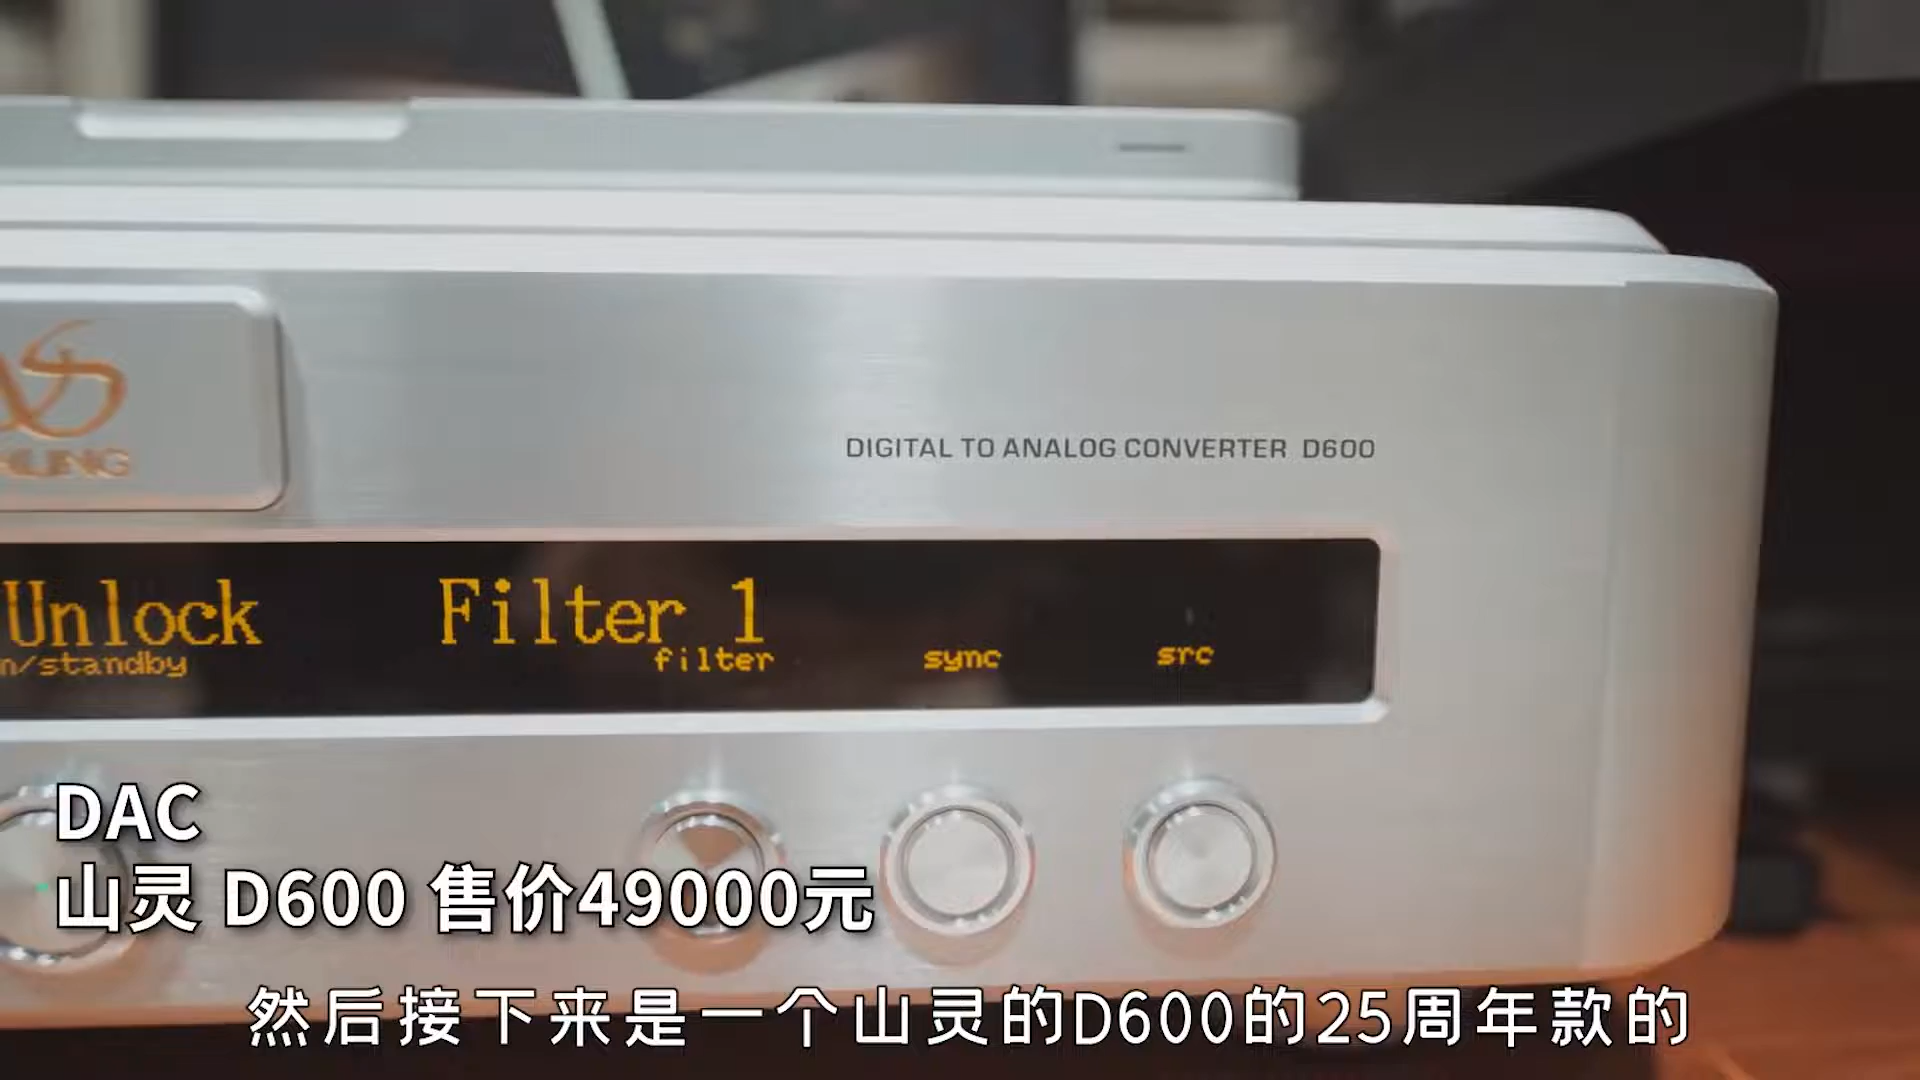 DIGITAL TO ANALOG CONVERTER D600
Unlock Filter 1
n/standby filter sync src
DAC
山灵 D600 售价49000元
然后接下来是一个山灵的D600的25周年款的